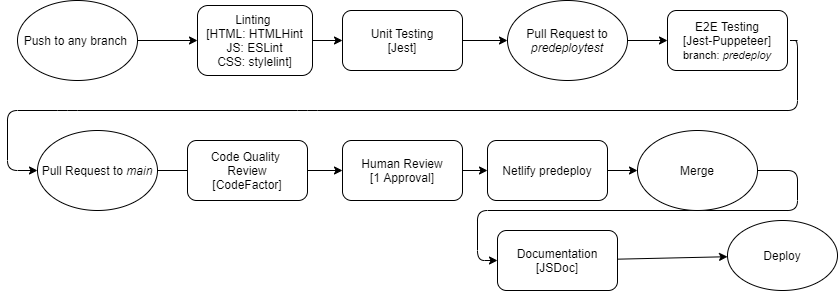 Push to any branch
Linting
[HTML: HTMLHint
JS: ESLint
CSS: stylelint]
Unit Testing
[Jest]
Pull Request to
predeploytest
E2E Testing
[Jest-Puppeteer]
branch: predeploy
Pull Request to main
Code Quality
Review
[CodeFactor]
Human Review
[1 Approval]
Netlify predeploy
Merge
Documentation
[JSDoc]
Deploy